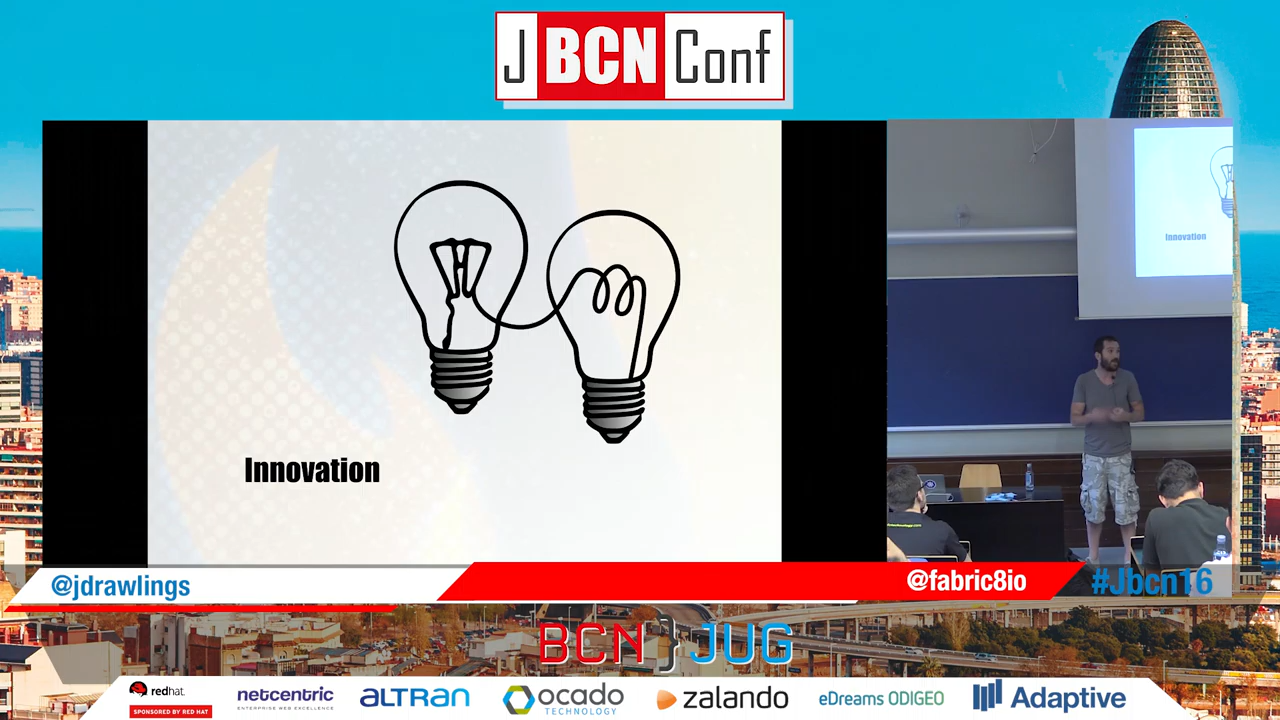 J BCN Conf
Innovation
Innovation
@jdrawlings
@fabric8io
#Jbcn16
BCN JUG
redhat.
SPONSORED BY RED HAT
netcentric
ENTERPRISE WEB EXCELLENCE
ALTRAN
ocado
TECHNOLOGY
zalando
eDreams ODIGEO
Adaptive